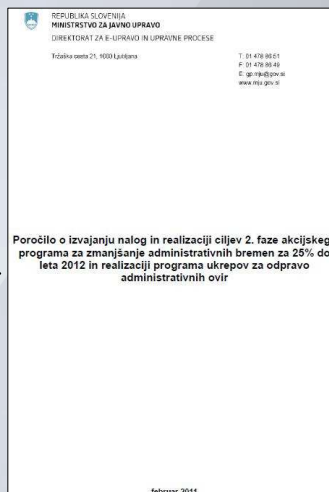 REPUBLIKA SLOVENIJA
MINISTRSTVO ZA JAVNO UPRAVO
DIREKTORAT ZA E-UPRAVO IN UPRAVNE PROCESE
Tržaška cesta 21, 1000 Ljubljana
T: 01 478 86 51
F: 01 478 86 49
E: gp.mju@gov.si
www.mju.gov.si
Poročilo o izvajanju nalog in realizaciji ciljev 2. faze akcijskega
programa za zmanjšanje administrativnih bremen za 25% do
leta 2012 in realizaciji programa ukrepov za odpravo
administrativnih ovir
februar 2011